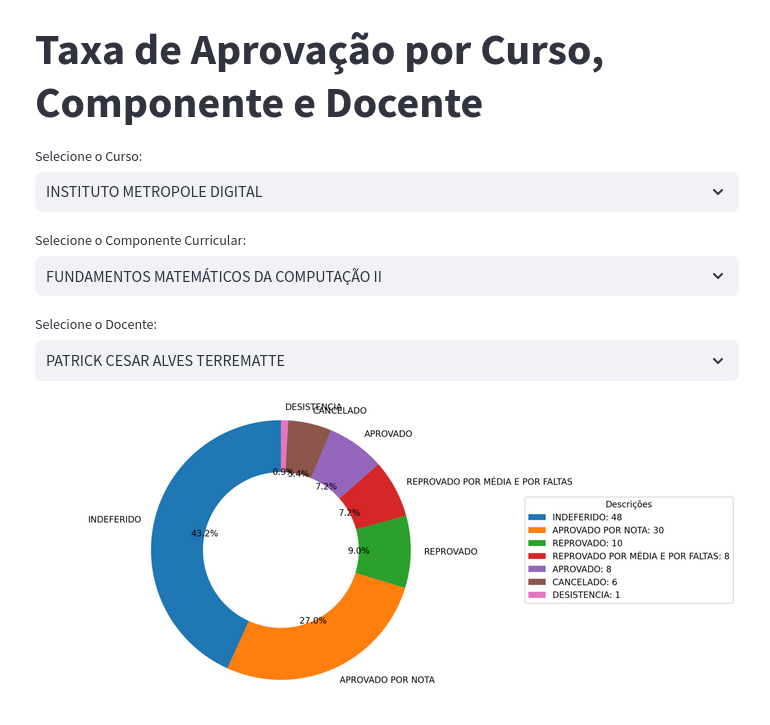 Taxa de Aprovação por Curso,
Componente e Docente
Selecione o Curso:
INSTITUTO METROPOLE DIGITAL
Selecione o Componente Curricular:
FUNDAMENTOS MATEMÁTICOS DA COMPUTAÇÃO II
Selecione o Docente:
PATRICK CESAR ALVES TERREMATTE
DESISTENCIA
CANCELADO
APROVADO
0.9%
5.4%
7.2%
REPROVADO POR MÉDIA E POR FALTAS
7.2%
INDEFERIDO
43.2%
9.0%
REPROVADO
27.0%
APROVADO POR NOTA
Descrições
INDEFERIDO: 48
APROVADO POR NOTA: 30
REPROVADO: 10
REPROVADO POR MÉDIA E POR FALTAS: 8
APROVADO: 8
CANCELADO: 6
DESISTENCIA: 1